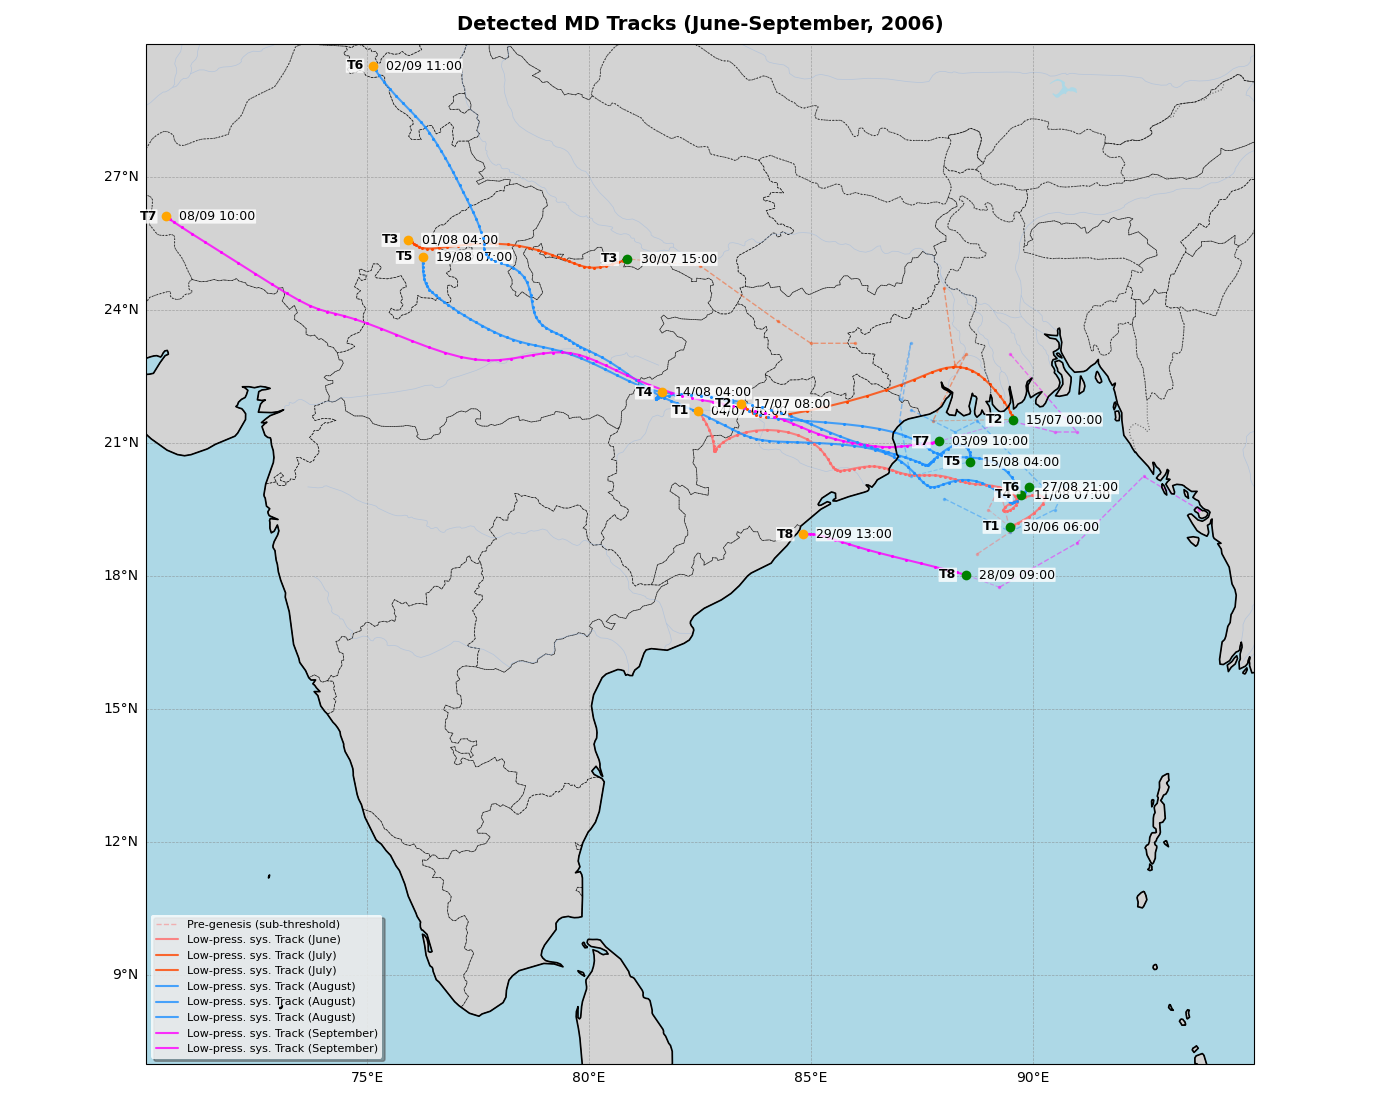 Detected MD Tracks (June-September, 2006)
T6 02/09 11:00
27°N
T7 08/09 10:00
T3 01/08 04:00
T5 19/08 07:00
T3 30/07 15:00
24°N
T4 14/08 04:00
T2 17/07 08:00
T1
T2 15/07 00:00
21°N
T7 03/09 10:00
T5 15/08 04:00
T6 27/08 21:00
T4 11/08 07:00
T1 30/06 06:00
T8 29/09 13:00
18°N
T8 28/09 09:00
15°N
12°N
9°N
Pre-genesis (sub-threshold)
Low-press. sys. Track (June)
Low-press. sys. Track (July)
Low-press. sys. Track (July)
Low-press. sys. Track (August)
Low-press. sys. Track (August)
Low-press. sys. Track (August)
Low-press. sys. Track (September)
Low-press. sys. Track (September)
75°E 80°E 85°E 90°E